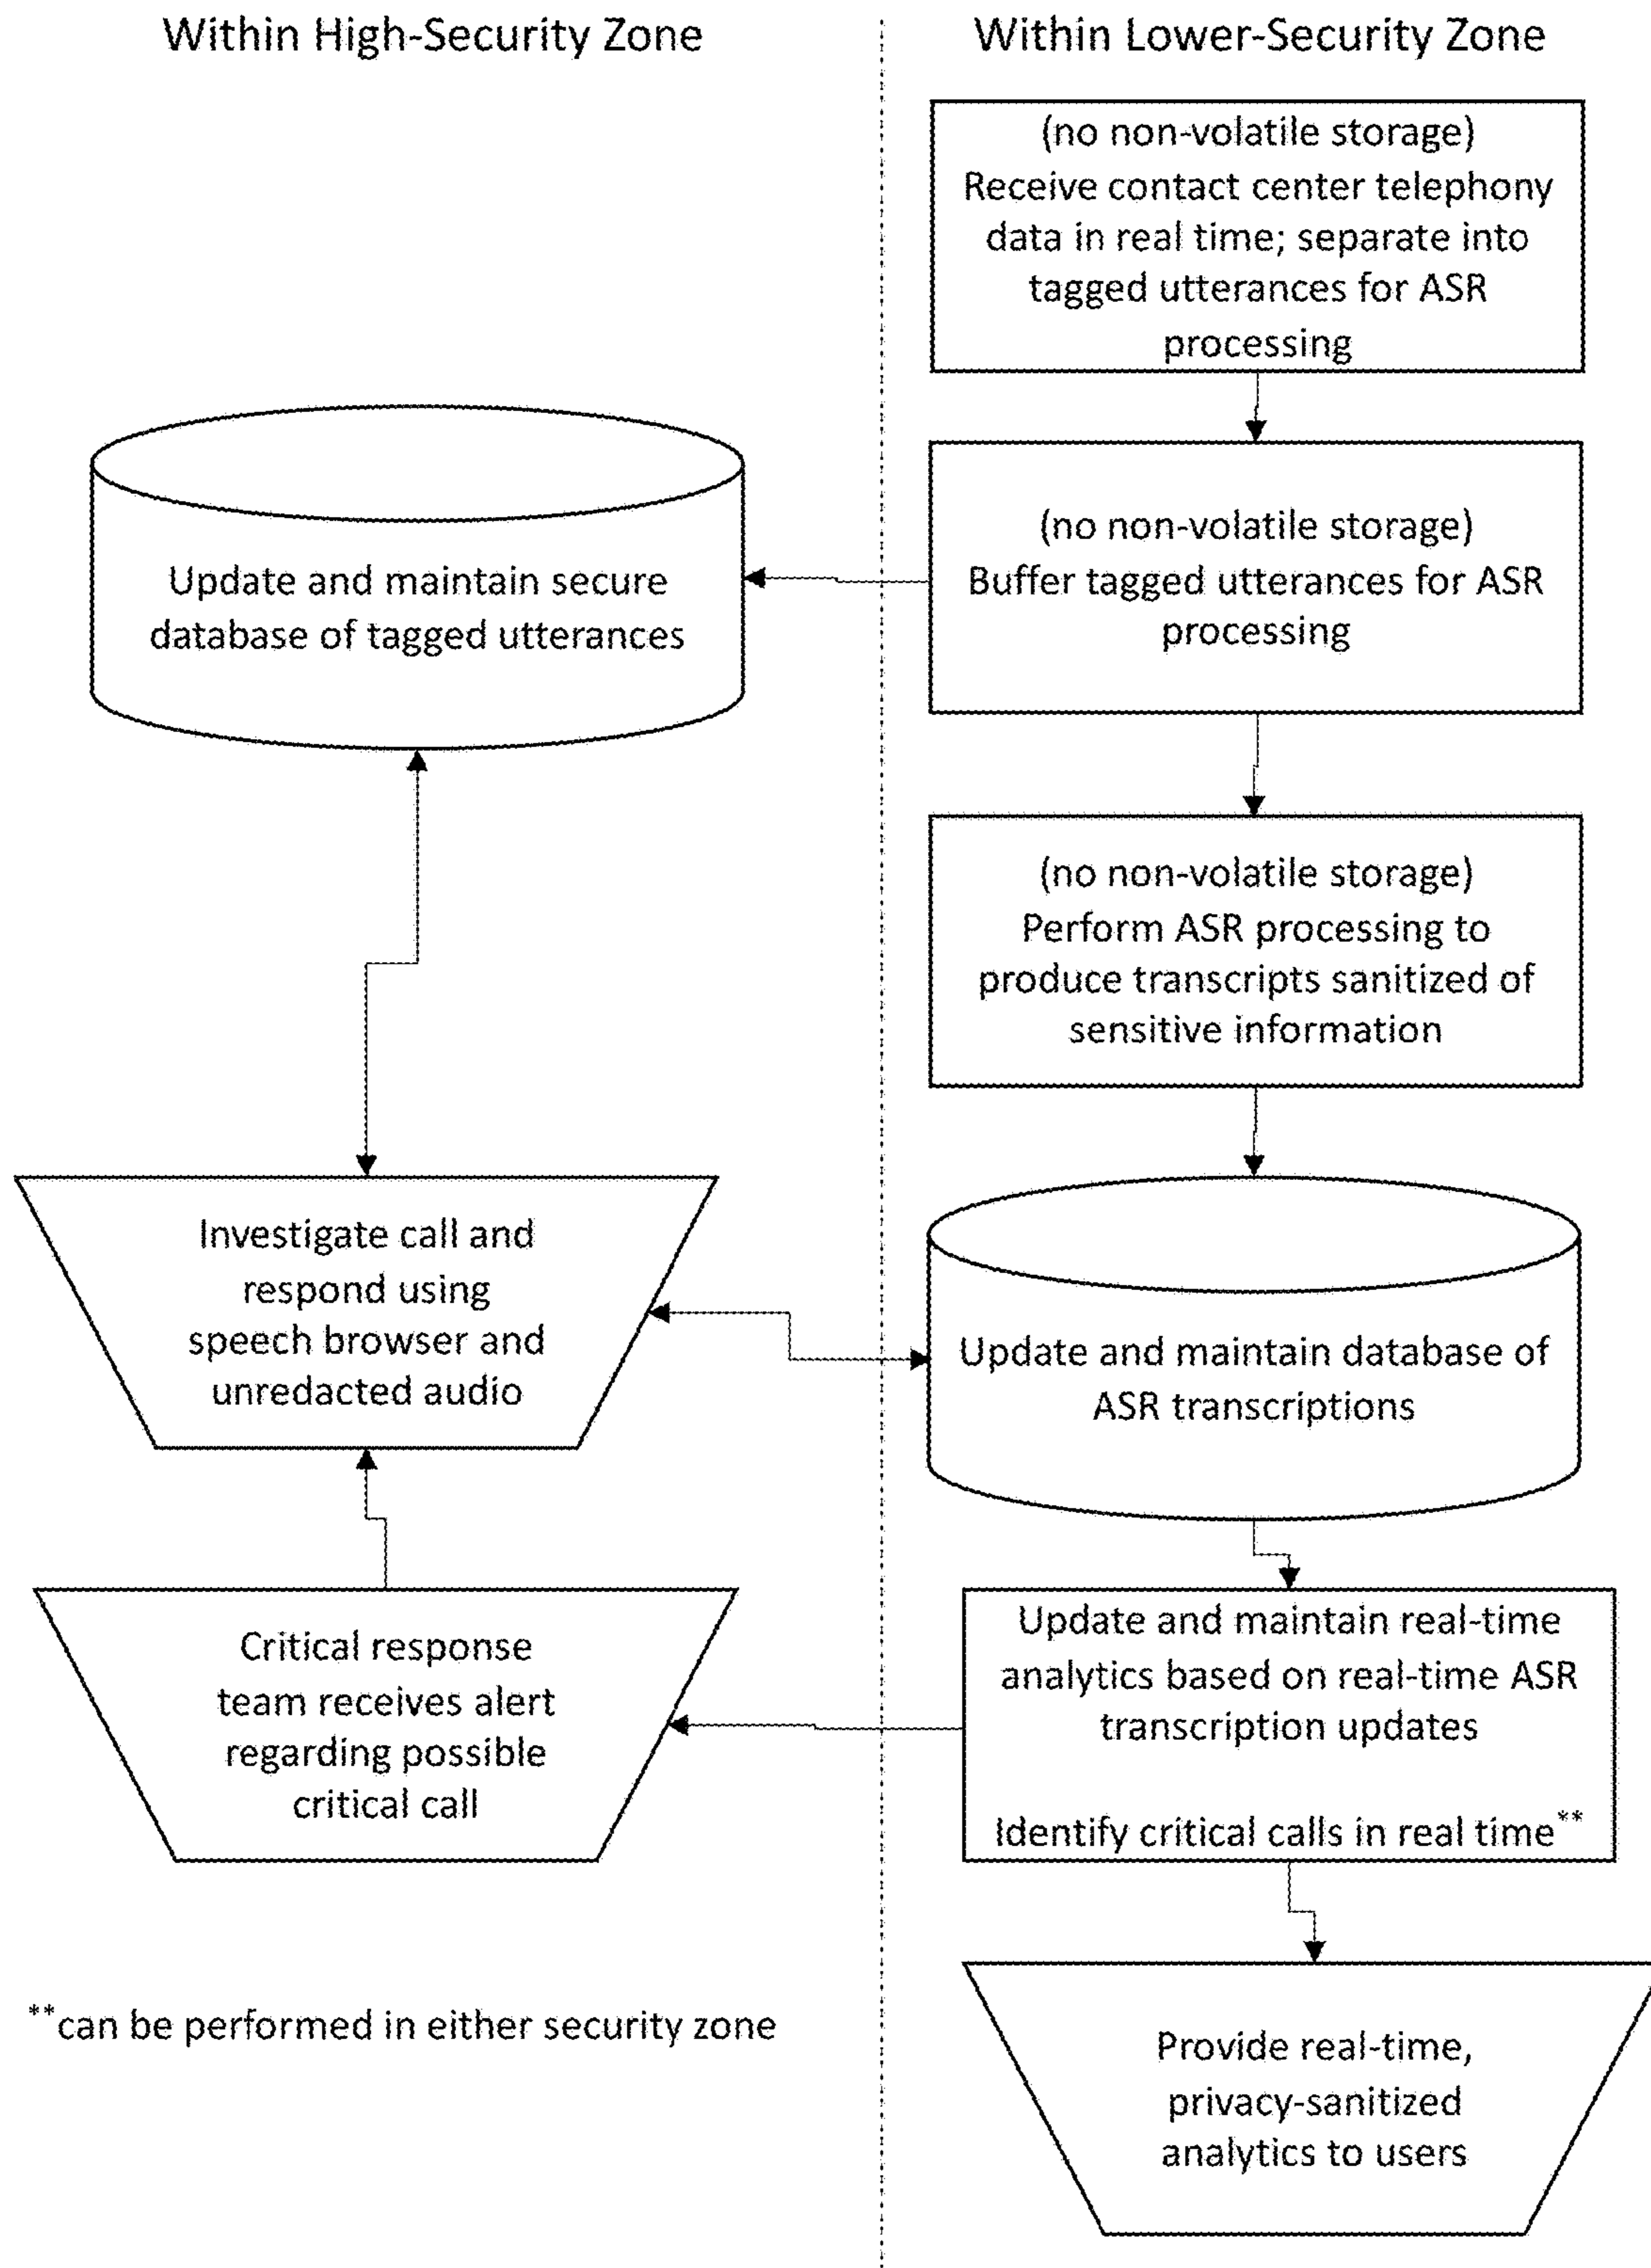 Within High-Security Zone
Within Lower-Security Zone
(no non-volatile storage)
Receive contact center telephony
data in real time; separate into
tagged utterances for ASR
processing
(no non-volatile storage)
Buffer tagged utterances for ASR
processing
Update and maintain secure
database of tagged utterances
(no non-volatile storage)
Perform ASR processing to
produce transcripts sanitized of
sensitive information
Investigate call and
respond using
speech browser and
unredacted audio
Update and maintain database of
ASR transcriptions
Critical response
team receives alert
regarding possible
critical call
Update and maintain real-time
analytics based on real-time ASR
transcription updates
Identify critical calls in real time**
**can be performed in either security zone
Provide real-time,
privacy-sanitized
analytics to users